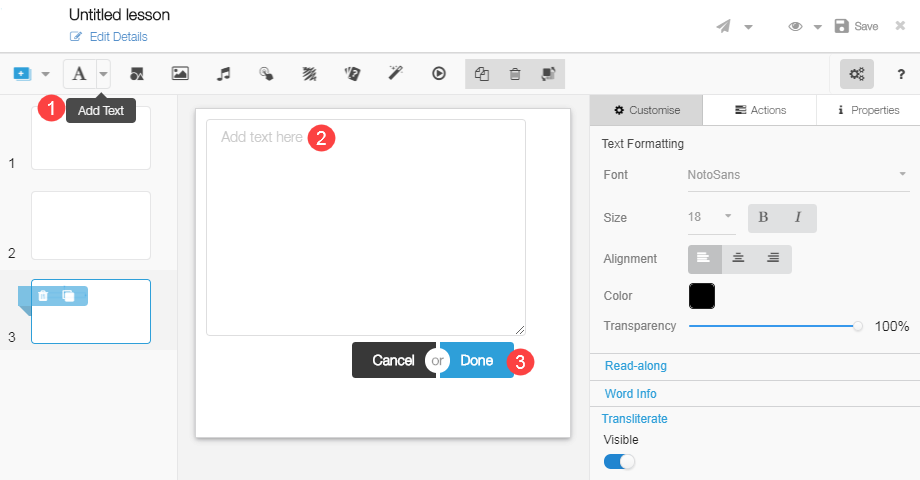 Untitled lesson
Edit Details
Save
A
?
1
Add Text
Customise
Actions
Properties
1
2
3
Add text here
2
Cancel or Done
3
Text Formatting
Font NotoSans
Size 18 B I
Alignment
Color
Transparency 100%
Read-along
Word Info
Transliterate
Visible